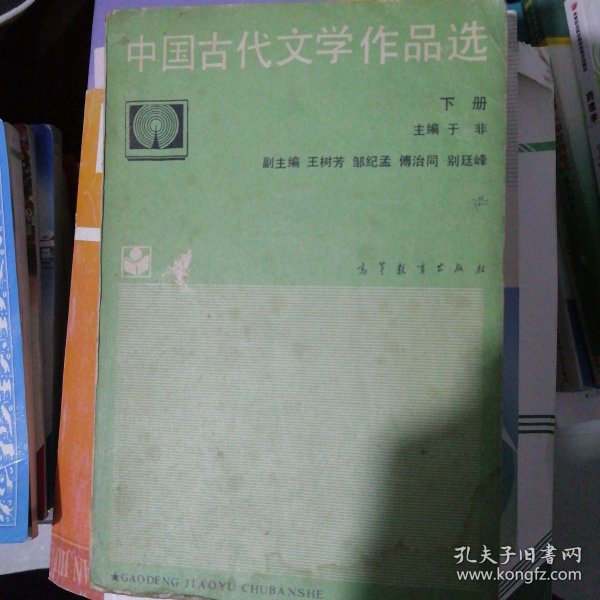 中国古代文学作品选
下册
主编 于非
副主编 王树芳 邹纪孟 傅治同 别廷峰
高等教育出版社
★GAODENG JIAOYU CHUBANSHE
孔夫子旧书网
www.kongfz.com